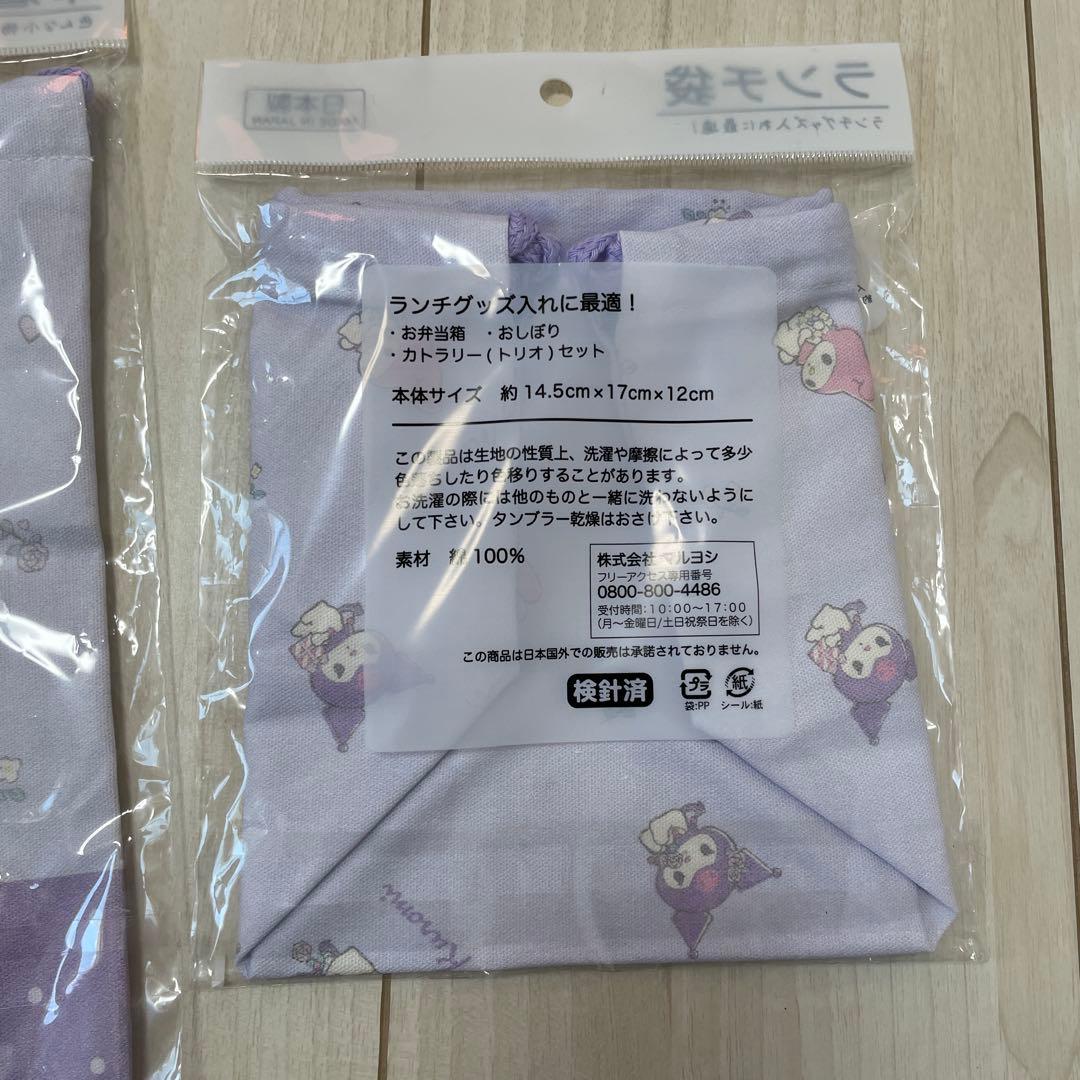 色んな小物
ランチ袋
日本製
MADE IN JAPAN
ランチグッズ入れに最適！
ランチグッズ入れに最適！
・お弁当箱　・おしぼり
・カトラリー(トリオ)セット
本体サイズ　約14.5cm×17cm×12cm
この製品は生地の性質上、洗濯や摩擦によって多少
色落ちしたり色移りすることがあります。
お洗濯の際には他のものと一緒に洗わないように
して下さい。タンブラー乾燥はおさけ下さい。
素材　綿100%
株式会社マルヨシ
フリーアクセス専用番号
0800-800-4486
受付時間：10:00〜17:00
(月〜金曜日/土日祝祭日を除く)
この商品は日本国外での販売は承諾されておりません。
検針済
プラ
袋:PP
紙
シール:紙
Kuromi